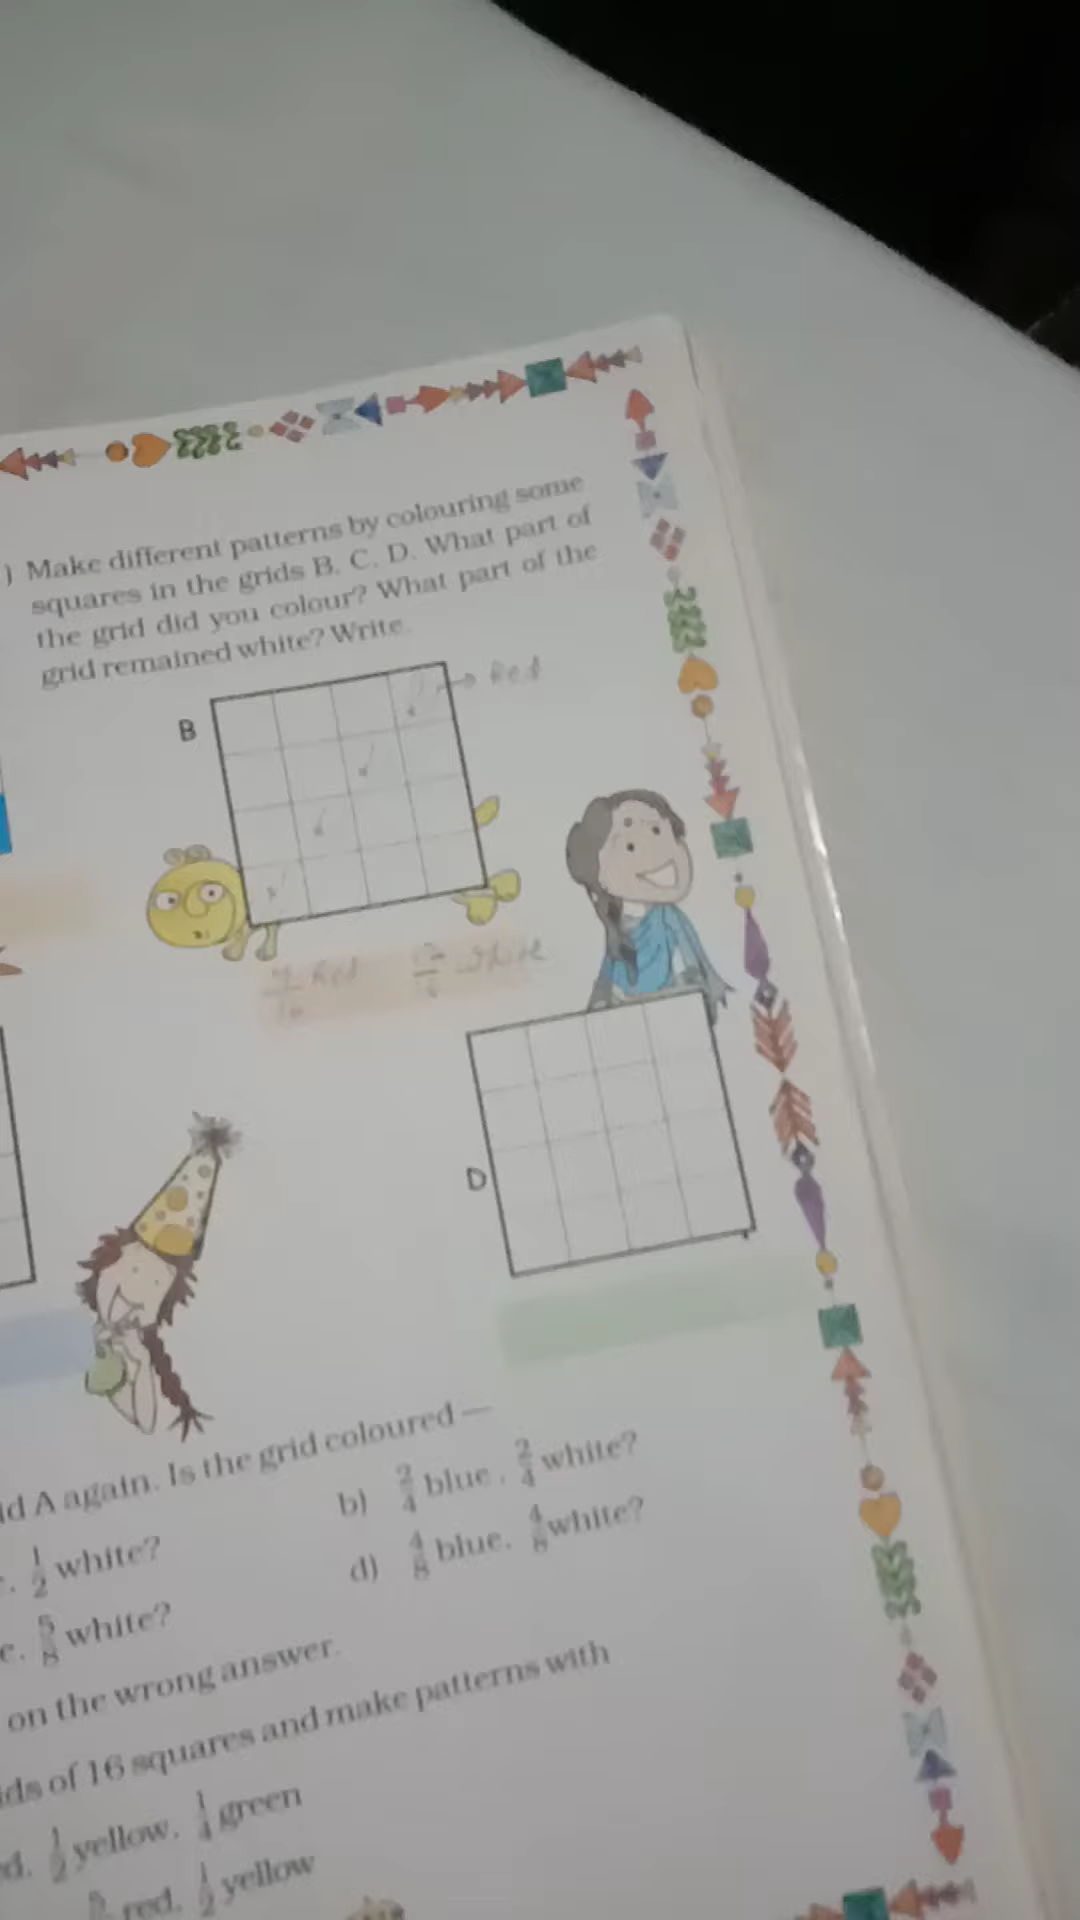 ) Make different patterns by colouring some
squares in the grids B, C, D. What part of
the grid did you colour? What part of the
grid remained white? Write.
B
Red
Red white
D
A again. Is the grid coloured —
b) 2/4 blue, 2/4 white?
1/2 white?
d) 4/8 blue, 4/8 white?
5/8 white?
on the wrong answer.
of 16 squares and make patterns with
1/2 yellow, 1/4 green
red, 1/2 yellow